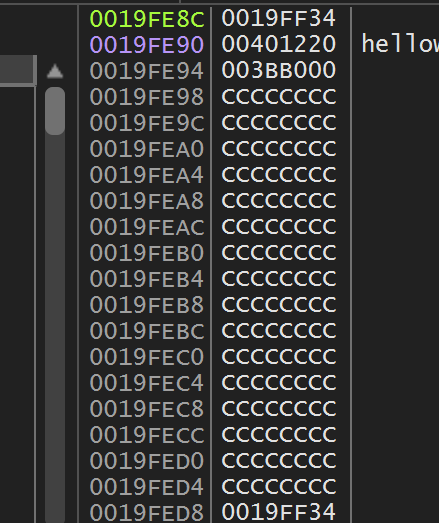 0019FE8C 0019FF34
0019FE90 00401220 hellow
0019FE94 003BB000
0019FE98 CCCCCCCC
0019FE9C CCCCCCCC
0019FEA0 CCCCCCCC
0019FEA4 CCCCCCCC
0019FEA8 CCCCCCCC
0019FEAC CCCCCCCC
0019FEB0 CCCCCCCC
0019FEB4 CCCCCCCC
0019FEB8 CCCCCCCC
0019FEBC CCCCCCCC
0019FEC0 CCCCCCCC
0019FEC4 CCCCCCCC
0019FEC8 CCCCCCCC
0019FECC CCCCCCCC
0019FED0 CCCCCCCC
0019FED4 CCCCCCCC
0019FED8 0019FF34